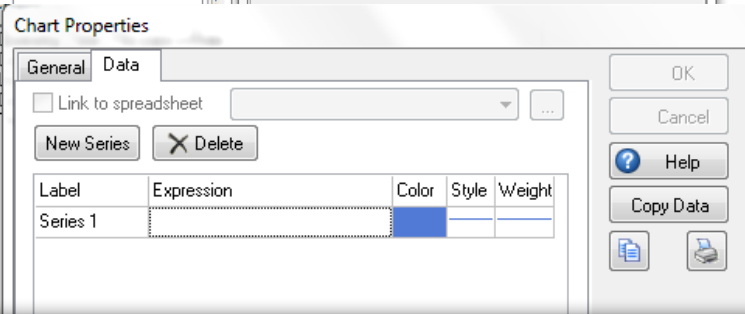 Chart Properties
General Data
Link to spreadsheet ...
New Series Delete
Label Expression Color Style Weight
Series 1
OK
Cancel
Help
Copy Data